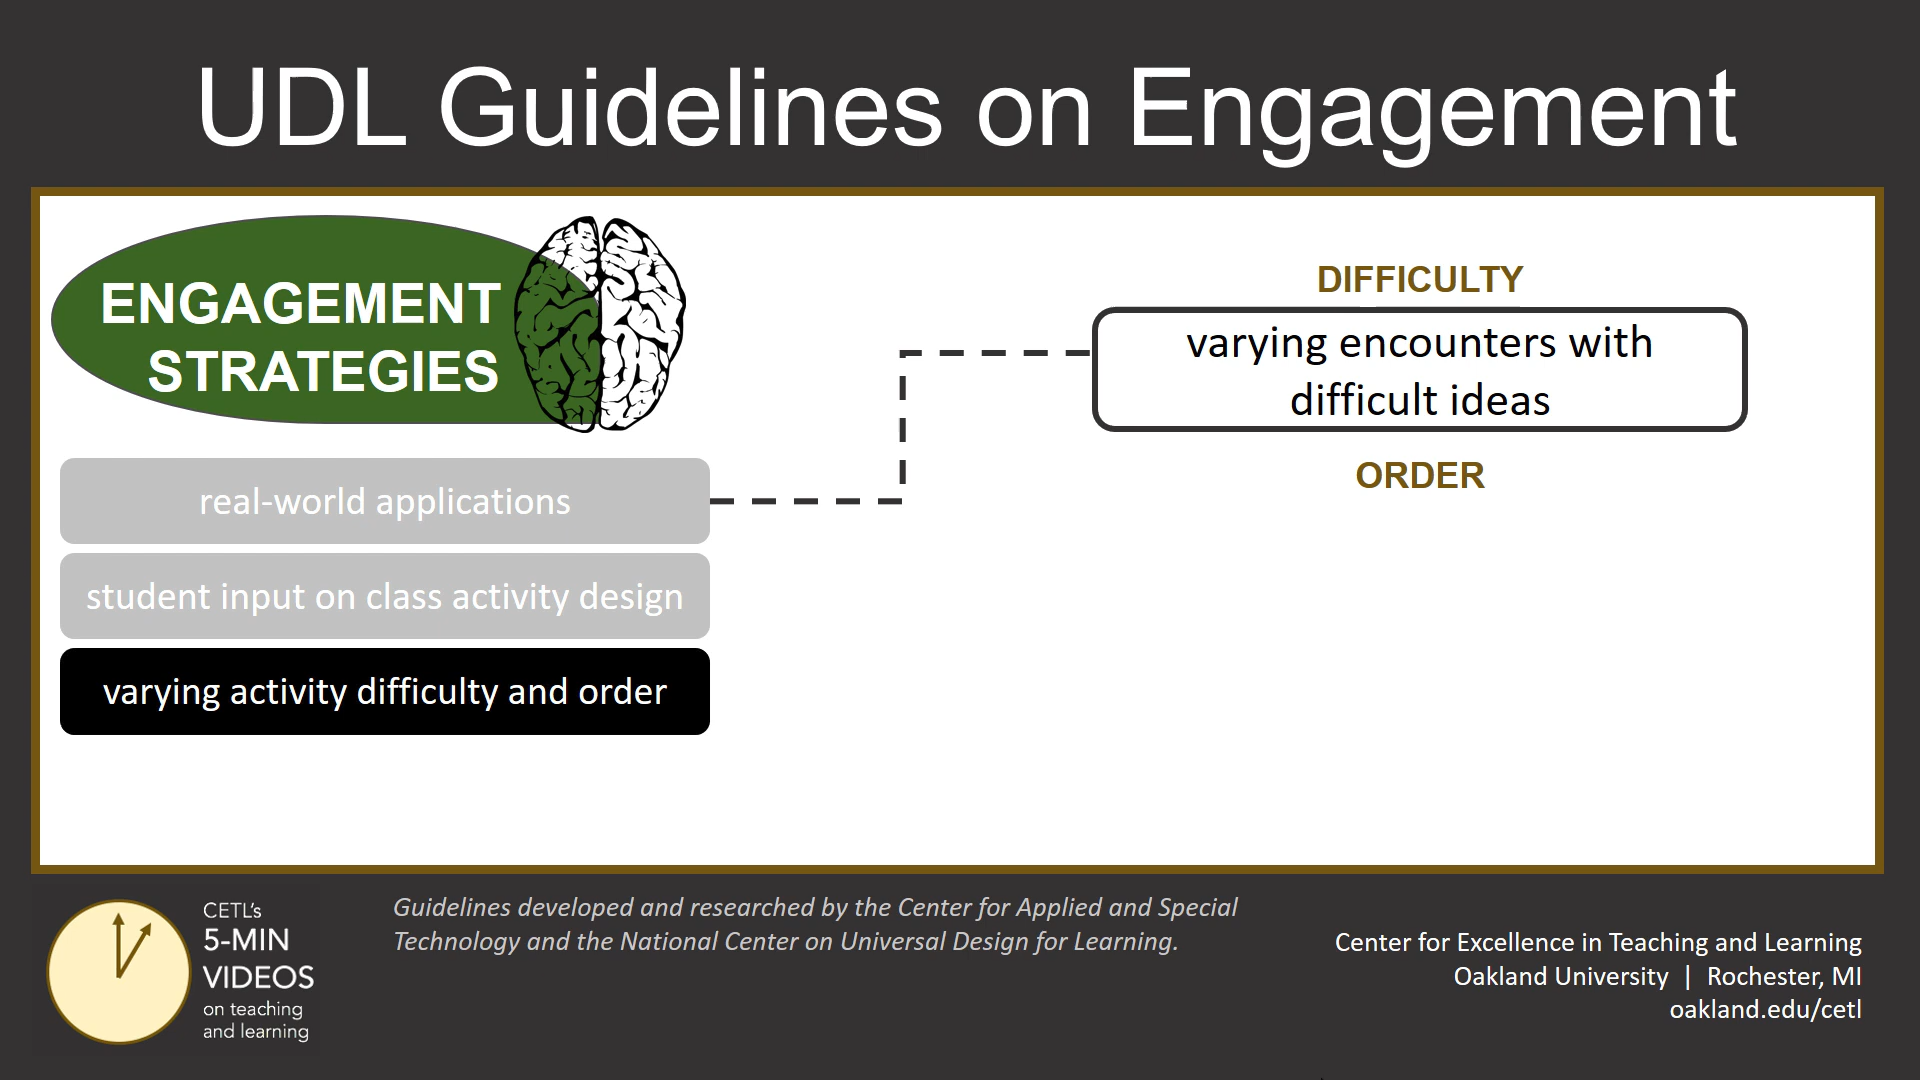 UDL Guidelines on Engagement
ENGAGEMENT
STRATEGIES
real-world applications
student input on class activity design
varying activity difficulty and order
DIFFICULTY
varying encounters with
difficult ideas
ORDER
CETL's
5-MIN
VIDEOS
on teaching
and learning
Guidelines developed and researched by the Center for Applied and Special
Technology and the National Center on Universal Design for Learning.
Center for Excellence in Teaching and Learning
Oakland University | Rochester, MI
oakland.edu/cetl